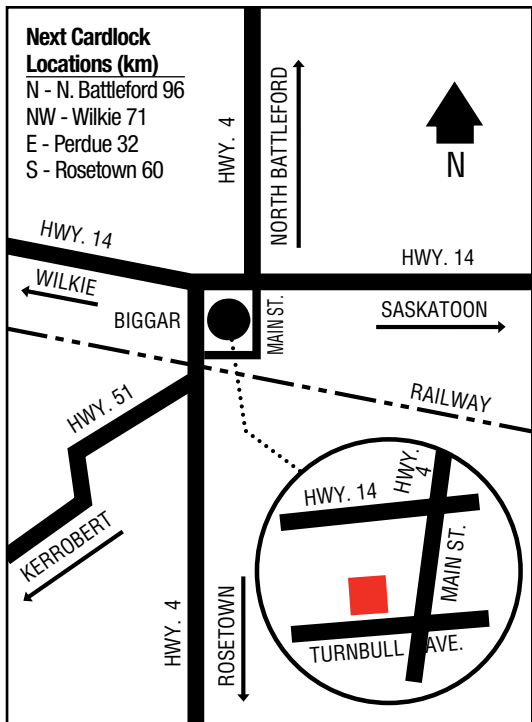 Next Cardlock
Locations (km)
N - N. Battleford 96
NW - Wilkie 71
E - Perdue 32
S - Rosetown 60
HWY. 4
NORTH BATTLEFORD
N
HWY. 14
HWY. 14
WILKIE
BIGGAR
MAIN ST.
SASKATOON
RAILWAY
HWY. 51
KERROBERT
HWY. 4
ROSETOWN
HWY. 14
HWY. 4
MAIN ST.
TURNBULL AVE.